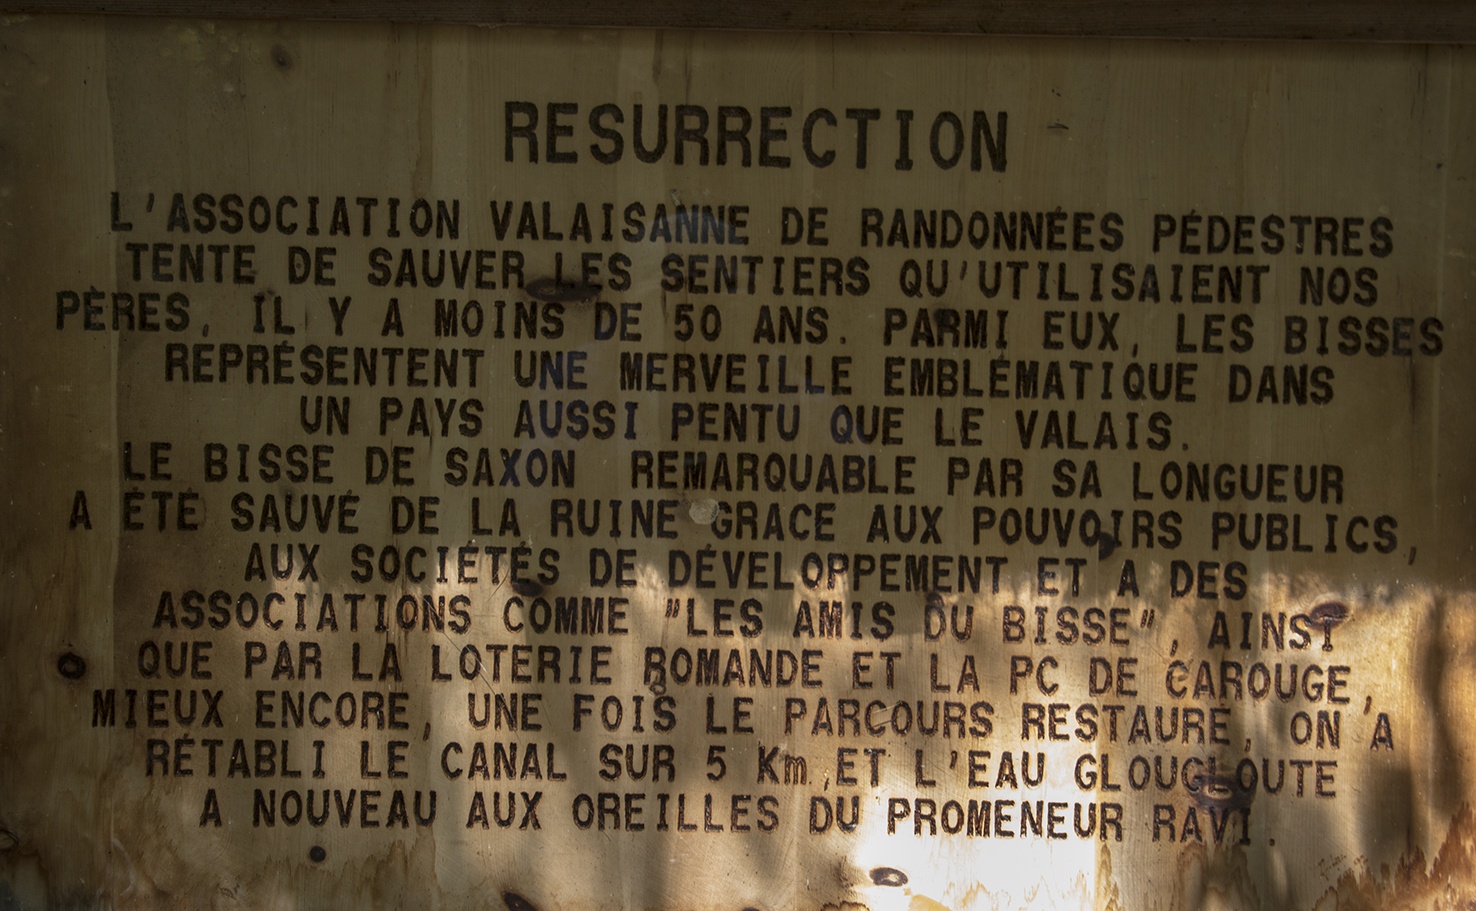 RESURRECTION
L'ASSOCIATION VALAISANNE DE RANDONNÉES PÉDESTRES
TENTE DE SAUVER LES SENTIERS QU'UTILISAIENT NOS
PÈRES, IL Y A MOINS DE 50 ANS. PARMI EUX, LES BISSES
REPRÉSENTENT UNE MERVEILLE EMBLÉMATIQUE DANS
UN PAYS AUSSI PENTU QUE LE VALAIS.
LE BISSE DE SAXON REMARQUABLE PAR SA LONGUEUR
A ÉTÉ SAUVÉ DE LA RUINE GRACE AUX POUVOIRS PUBLICS,
AUX SOCIÉTÉS DE DÉVELOPPEMENT ET A DES
ASSOCIATIONS COMME "LES AMIS DU BISSE", AINSI
QUE PAR LA LOTERIE ROMANDE ET LA PC DE CAROUGE,
MIEUX ENCORE, UNE FOIS LE PARCOURS RESTAURÉ, ON A
RÉTABLI LE CANAL SUR 5 Km, ET L'EAU GLOUGLOUTE
A NOUVEAU AUX OREILLES DU PROMENEUR RAVI.